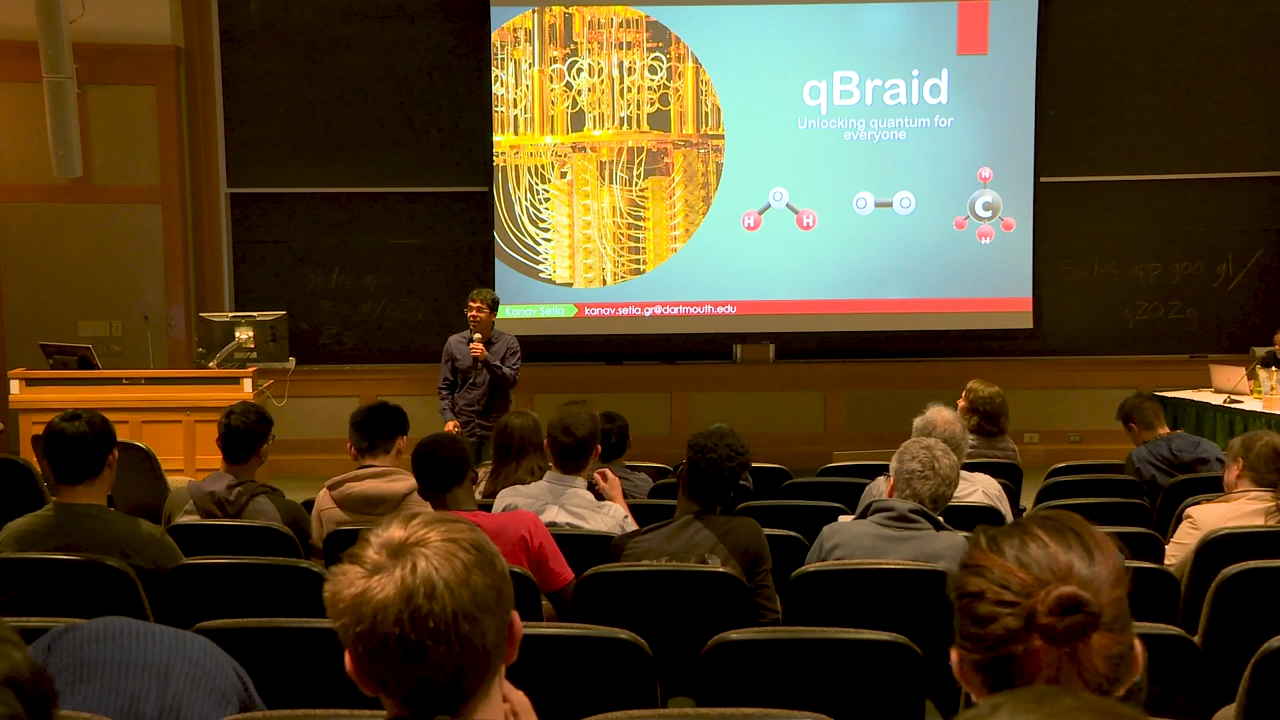 qBraid
Unlocking quantum for
everyone
H
O
H
O
O
H
C
H
Kanav Setia
kanav.setia.gr@dartmouth.edu